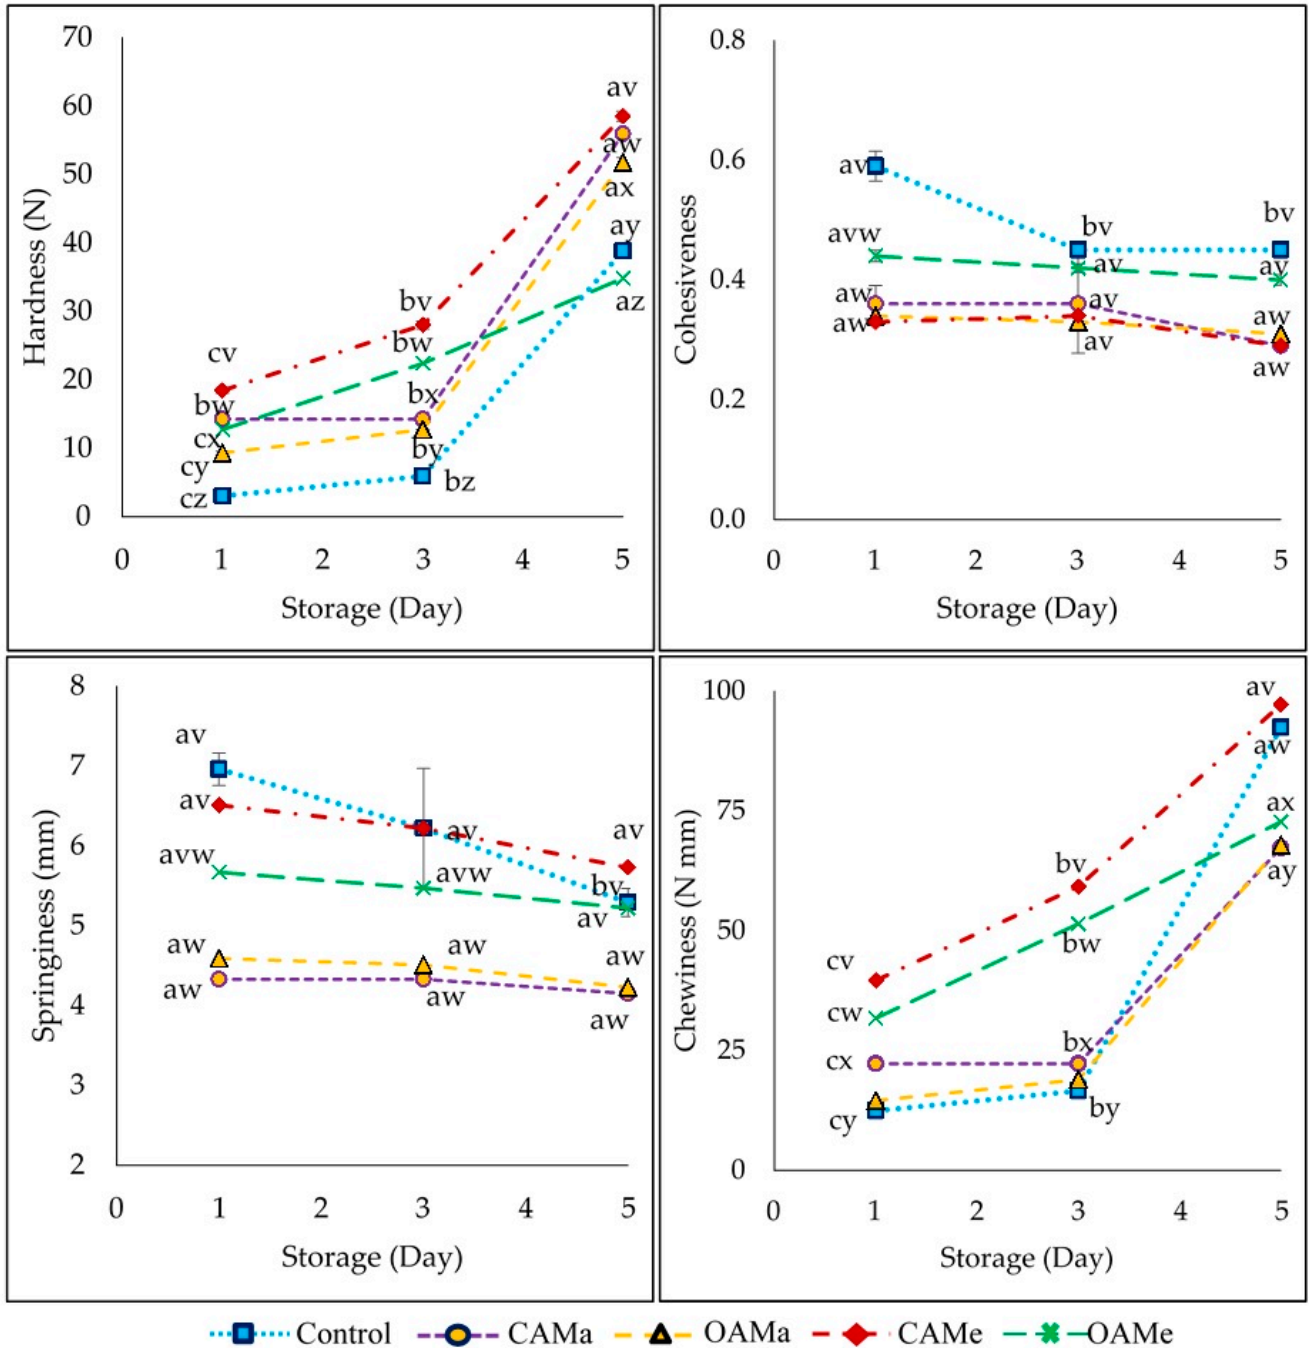 70
60
50
40
30
20
10
0
Hardness (N)
cv
bw
cx
cy
cz
bv
bw
bx
by
bz
av
aw
ax
ay
az
0 1 2 3 4 5
Storage (Day)
0.8
0.6
0.4
0.2
0.0
Cohesiveness
av
avw
aw
aw
bv
av
av
av
bv
av
aw
aw
0 1 2 3 4 5
Storage (Day)
8
7
6
5
4
3
2
Springiness (mm)
av
av
avw
aw
aw
av
avw
aw
aw
av
bv
av
aw
aw
0 1 2 3 4 5
Storage (Day)
100
75
50
25
0
Chewiness (N mm)
cv
cw
cx
cy
bv
bw
bx
by
av
aw
ax
ay
0 1 2 3 4 5
Storage (Day)
Control CAMa OAMa CAMe OAMe